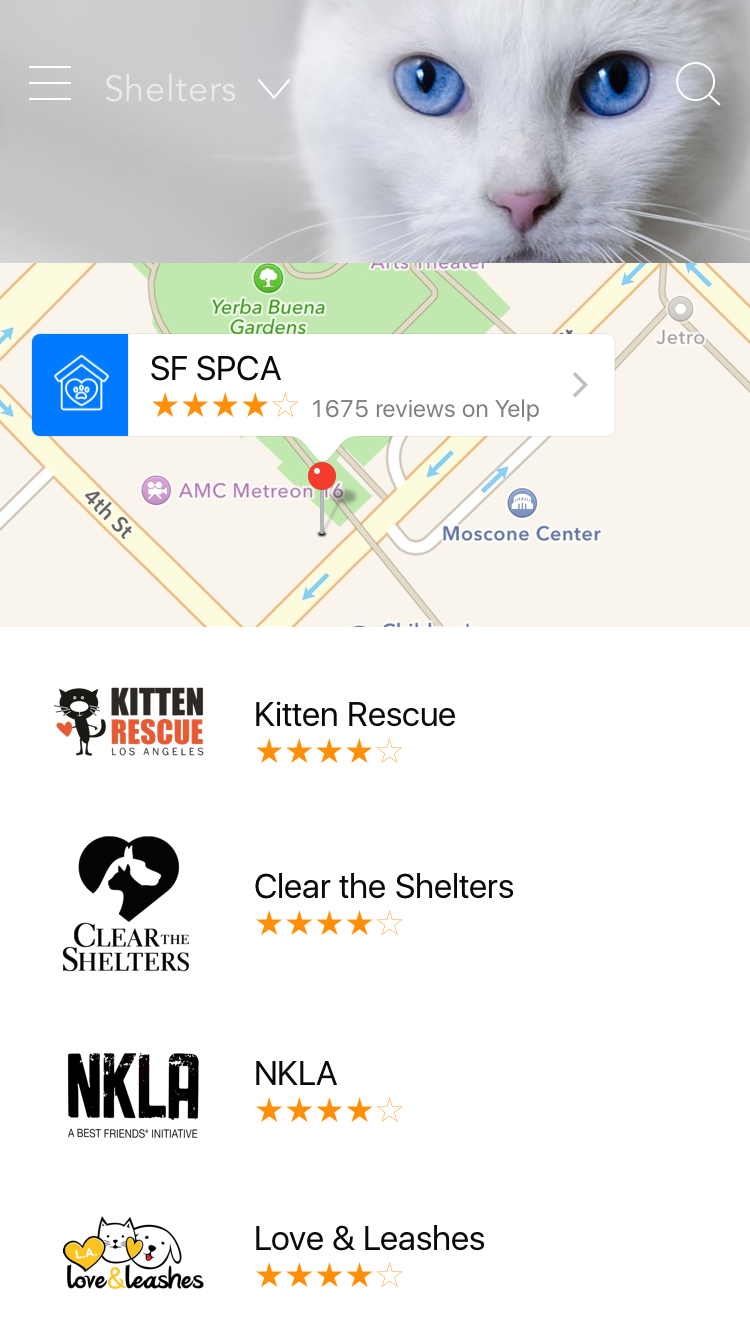 Shelters
Yerba Buena
Gardens
Jetro
SF SPCA
★★★★☆ 1675 reviews on Yelp
AMC Metreon 16
4th St
Moscone Center
KITTEN
RESCUE
LOS ANGELES
Kitten Rescue
★★★★☆
CLEAR THE
SHELTERS
Clear the Shelters
★★★★☆
NKLA
A BEST FRIENDS® INITIATIVE
NKLA
★★★★☆
L.A.
love&leashes
Love & Leashes
★★★★☆